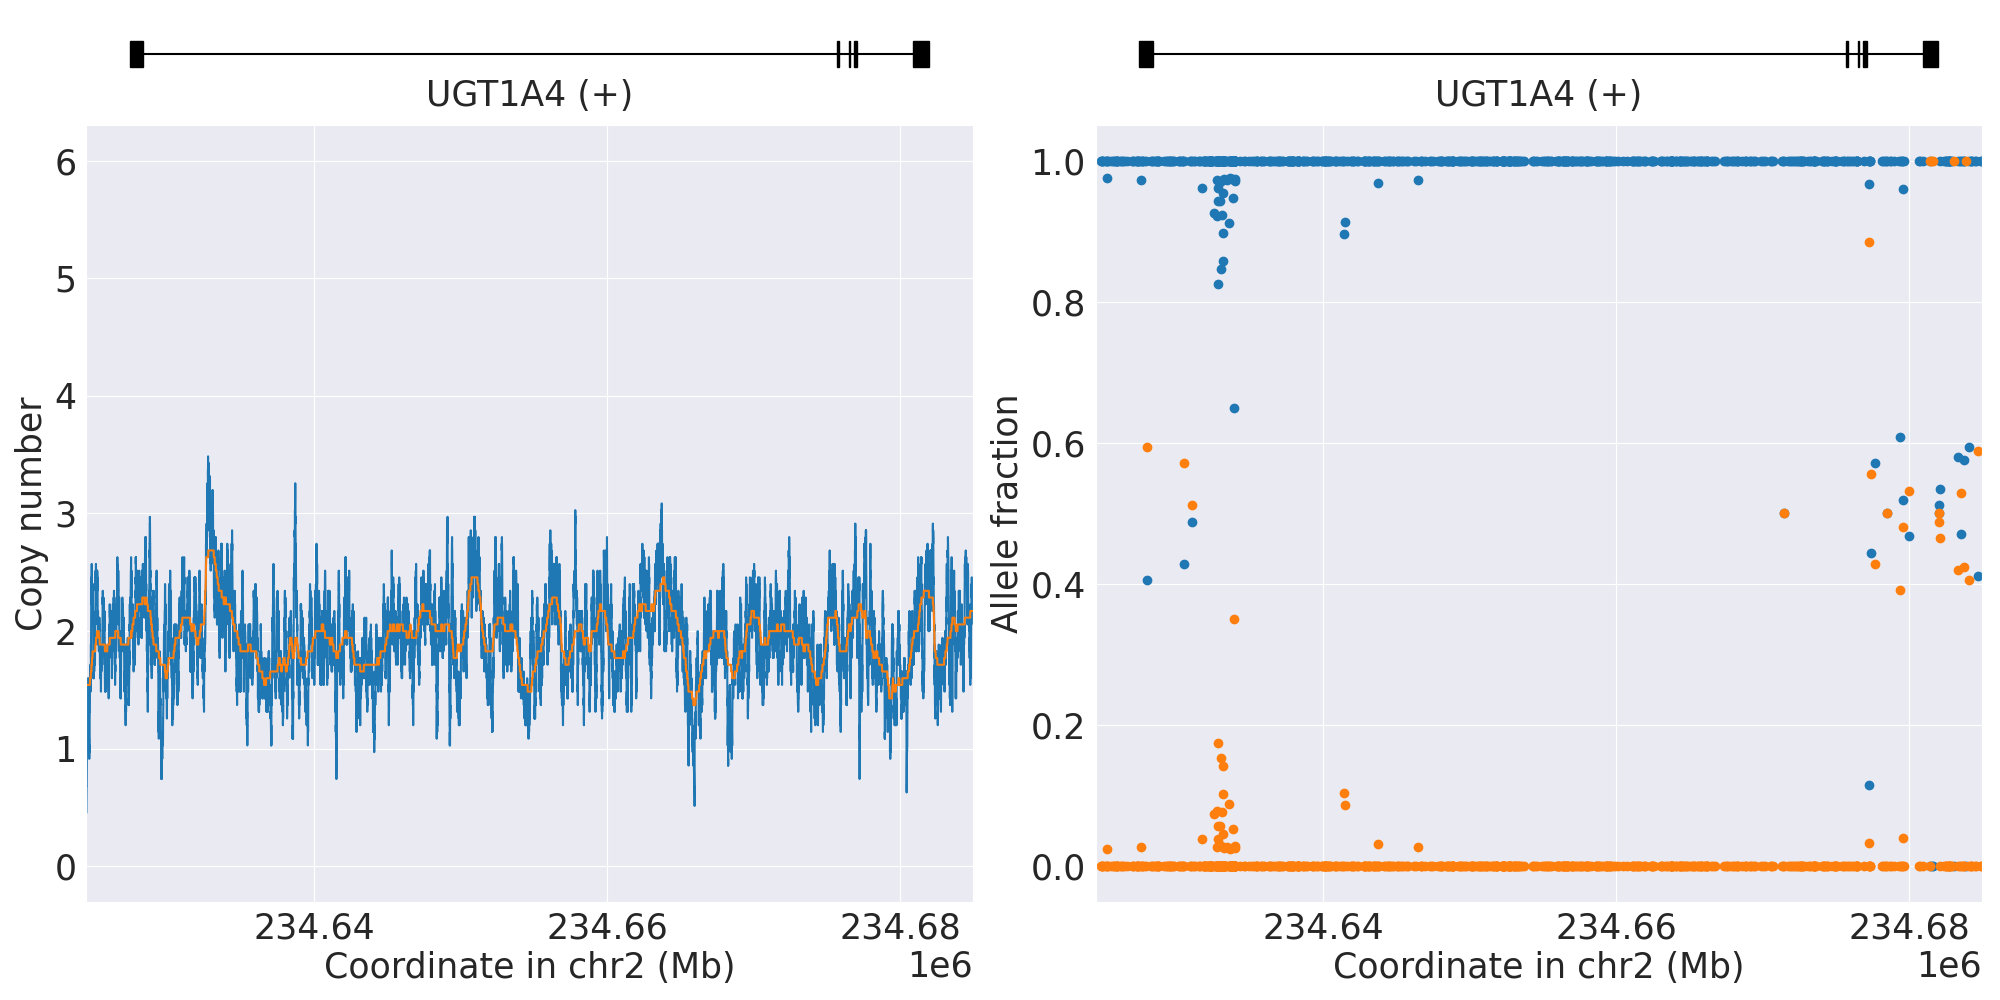 UGT1A4 (+)
6
5
4
3
2
1
0
Copy number
234.64
234.66
234.68
Coordinate in chr2 (Mb)
1e6
UGT1A4 (+)
1.0
0.8
0.6
0.4
0.2
0.0
Allele fraction
234.64
234.66
234.68
Coordinate in chr2 (Mb)
1e6